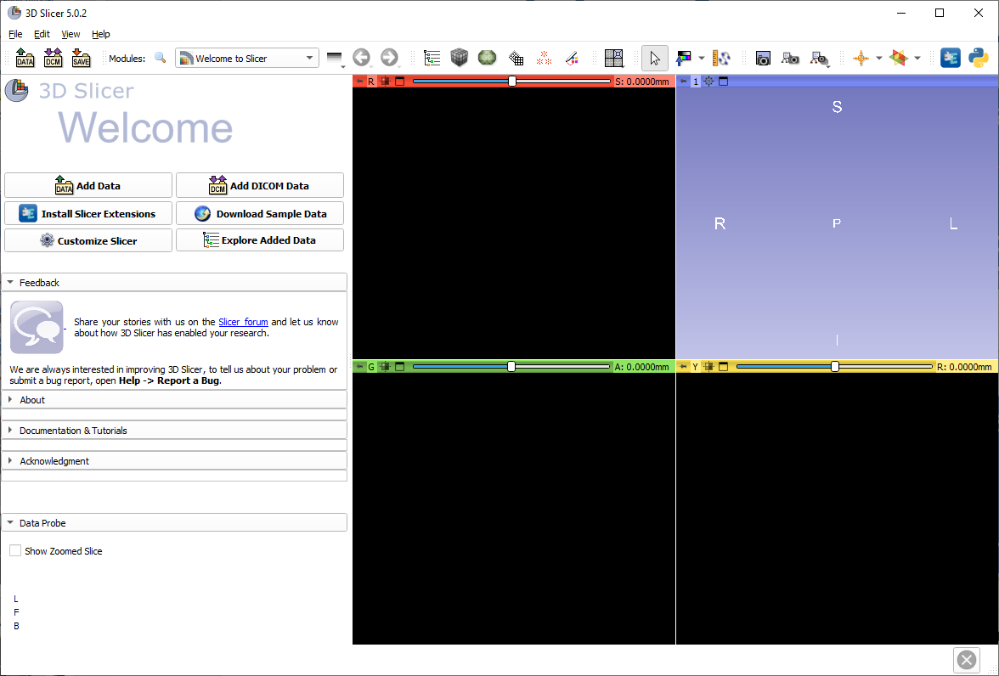 3D Slicer 5.0.2
File Edit View Help
DATA DCM SAVE Modules: Welcome to Slicer
3D Slicer
Welcome
DATA Add Data
DCM Add DICOM Data
Install Slicer Extensions
Download Sample Data
Customize Slicer
Explore Added Data
Feedback
Share your stories with us on the Slicer forum and let us know
about how 3D Slicer has enabled your research.
We are always interested in improving 3D Slicer, to tell us about your problem or
submit a bug report, open Help -> Report a Bug.
About
Documentation & Tutorials
Acknowledgment
Data Probe
Show Zoomed Slice
L
F
B
R S: 0.0000mm
1
S
R P L
I
G A: 0.0000mm
Y R: 0.0000mm